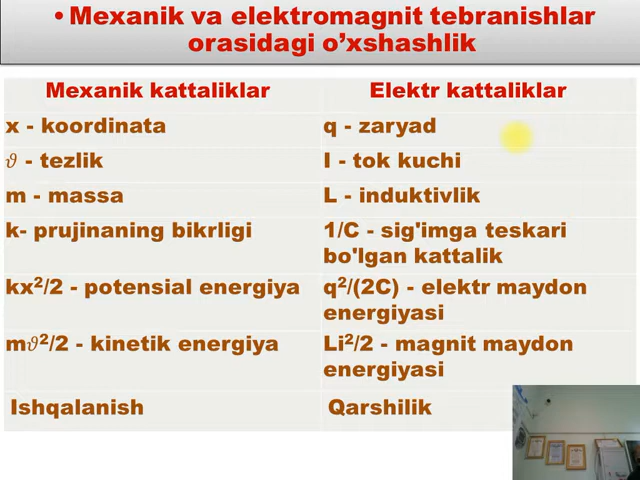 • Mexanik va elektromagnit tebranishlar
orasidagi o’xshashlik
Mexanik kattaliklar
Elektr kattaliklar
x - koordinata
q - zaryad
𝜗 - tezlik
I - tok kuchi
m - massa
L - induktivlik
k- prujinaning bikrligi
1/C - sig'imga teskari
bo'lgan kattalik
kx²/2 - potensial energiya
q²/(2C) - elektr maydon
energiyasi
m𝜗²/2 - kinetik energiya
Li²/2 - magnit maydon
energiyasi
Ishqalanish
Qarshilik